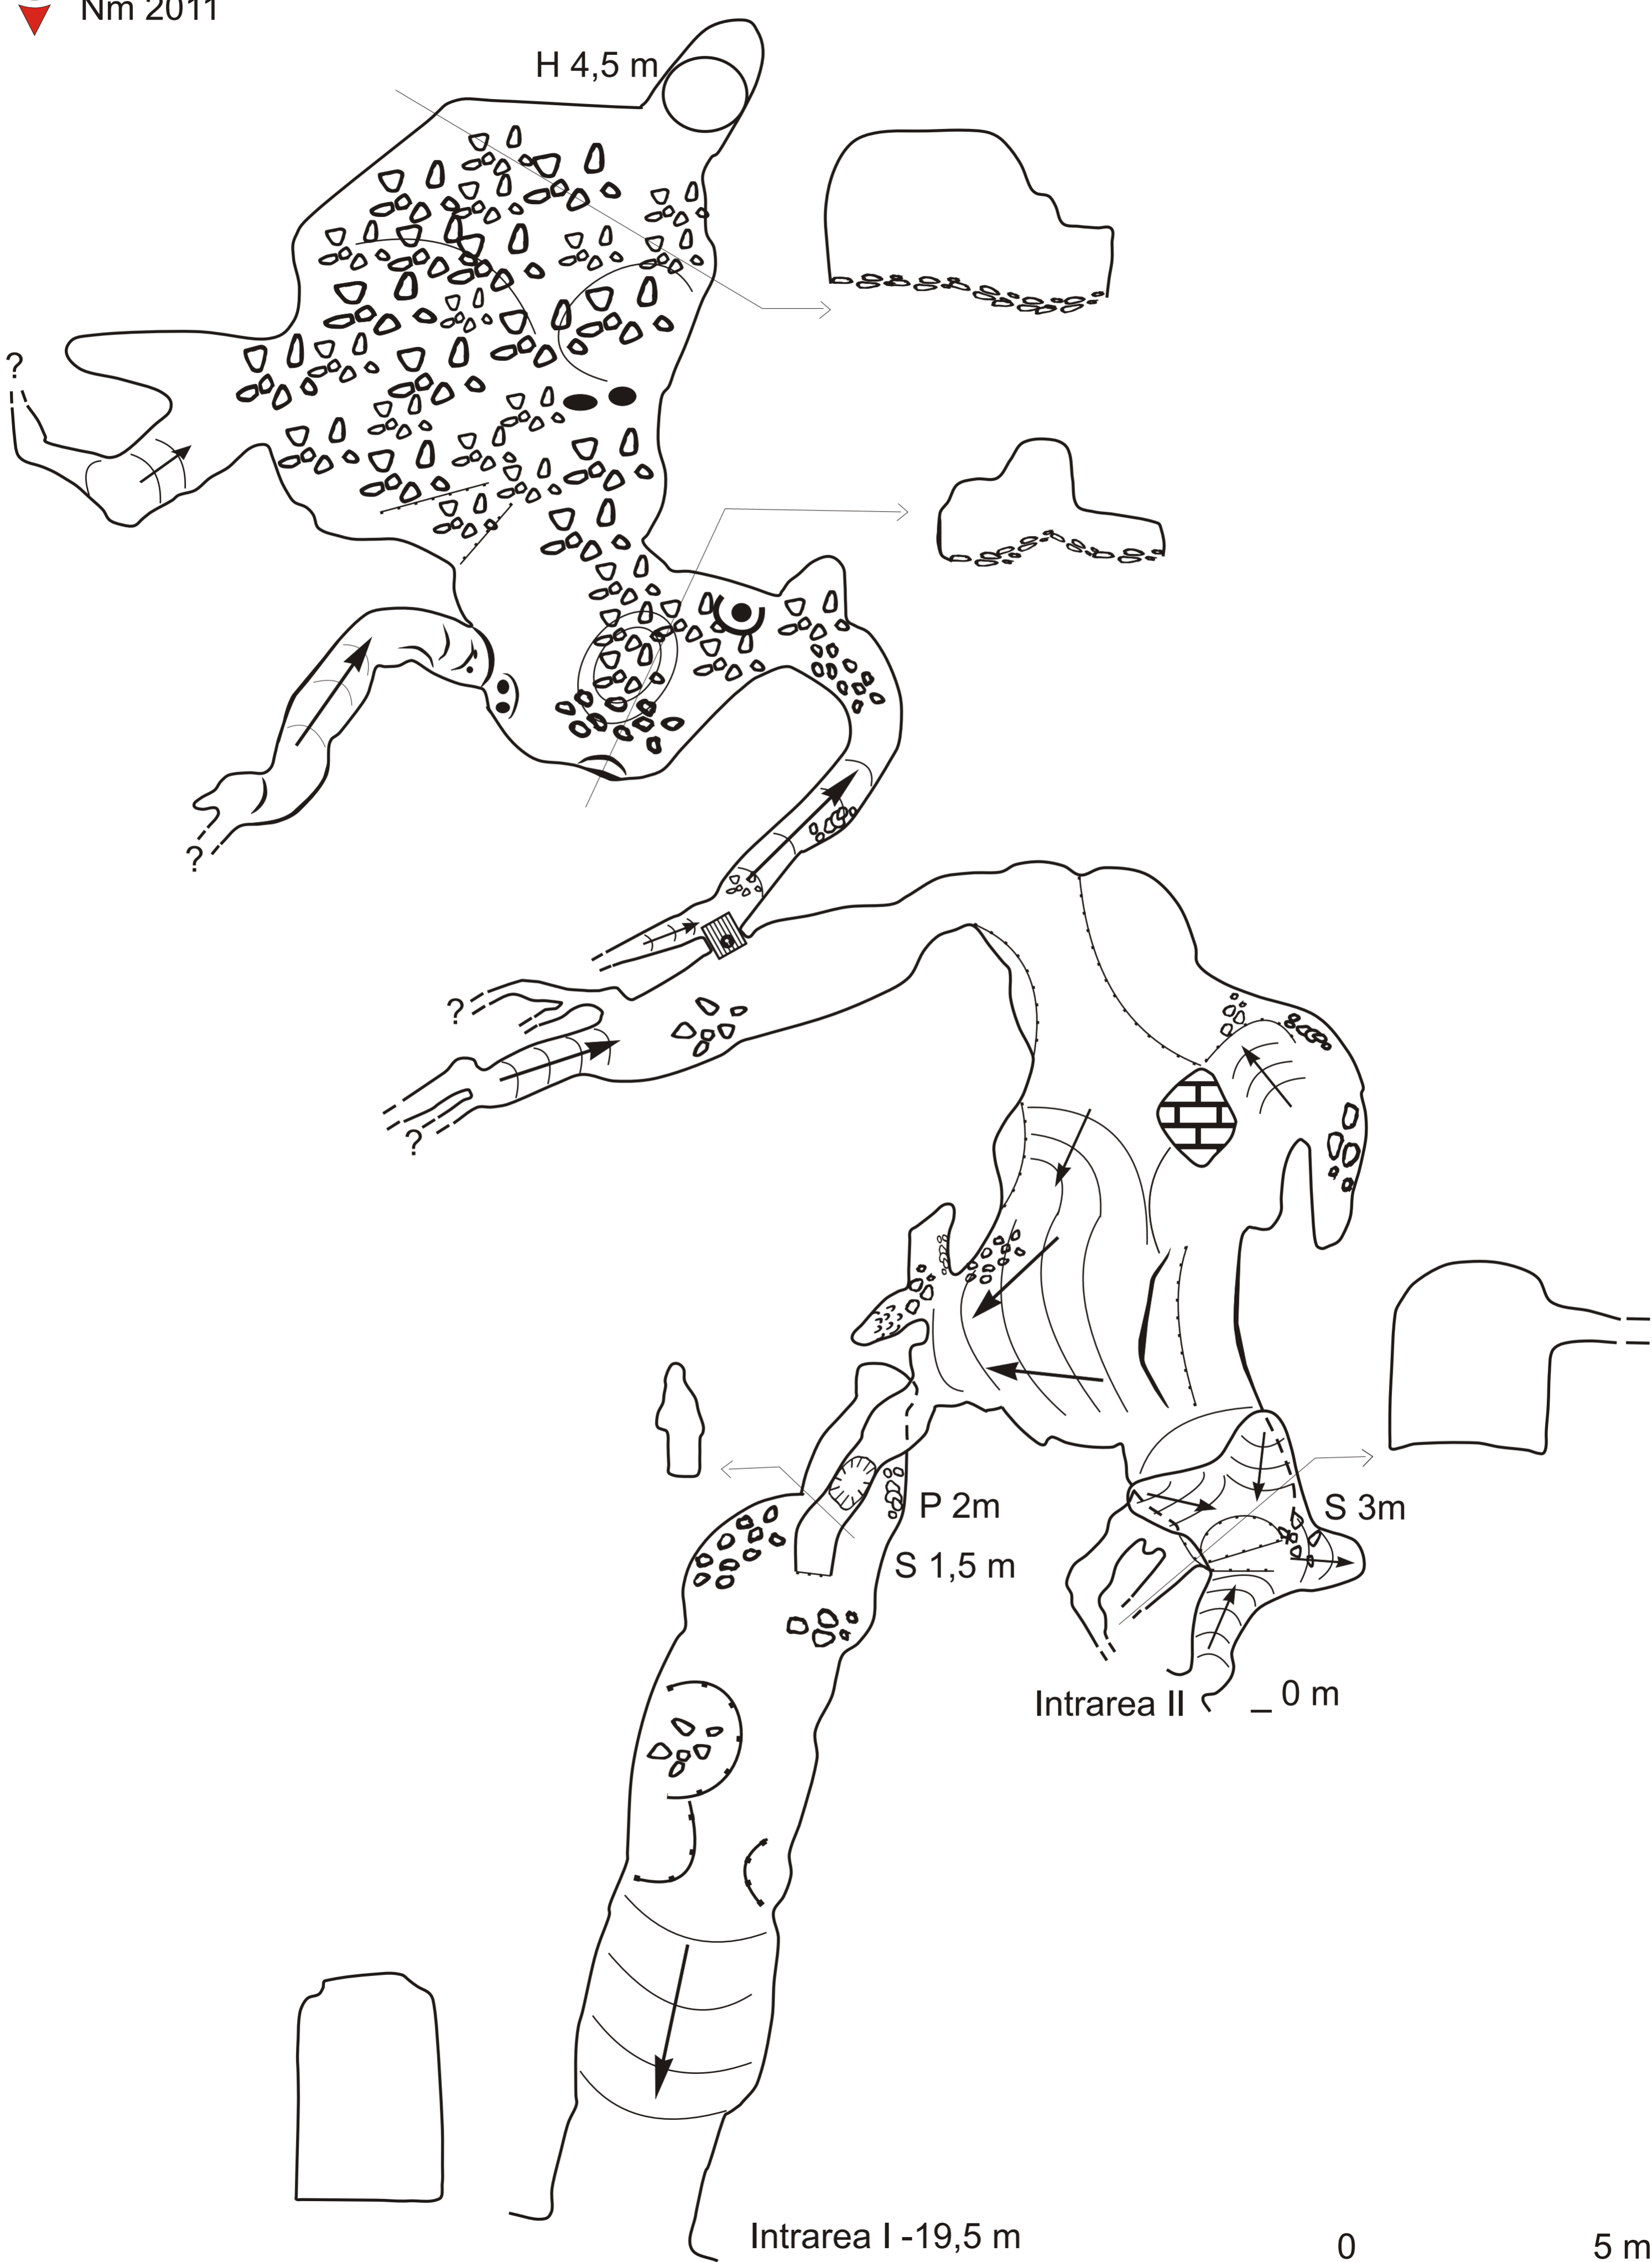 Nm 2011
H 4,5 m
?
?
?
?
P 2m
S 1,5 m
S 3m
Intrarea II
_ 0 m
Intrarea I -19,5 m
0 5 m